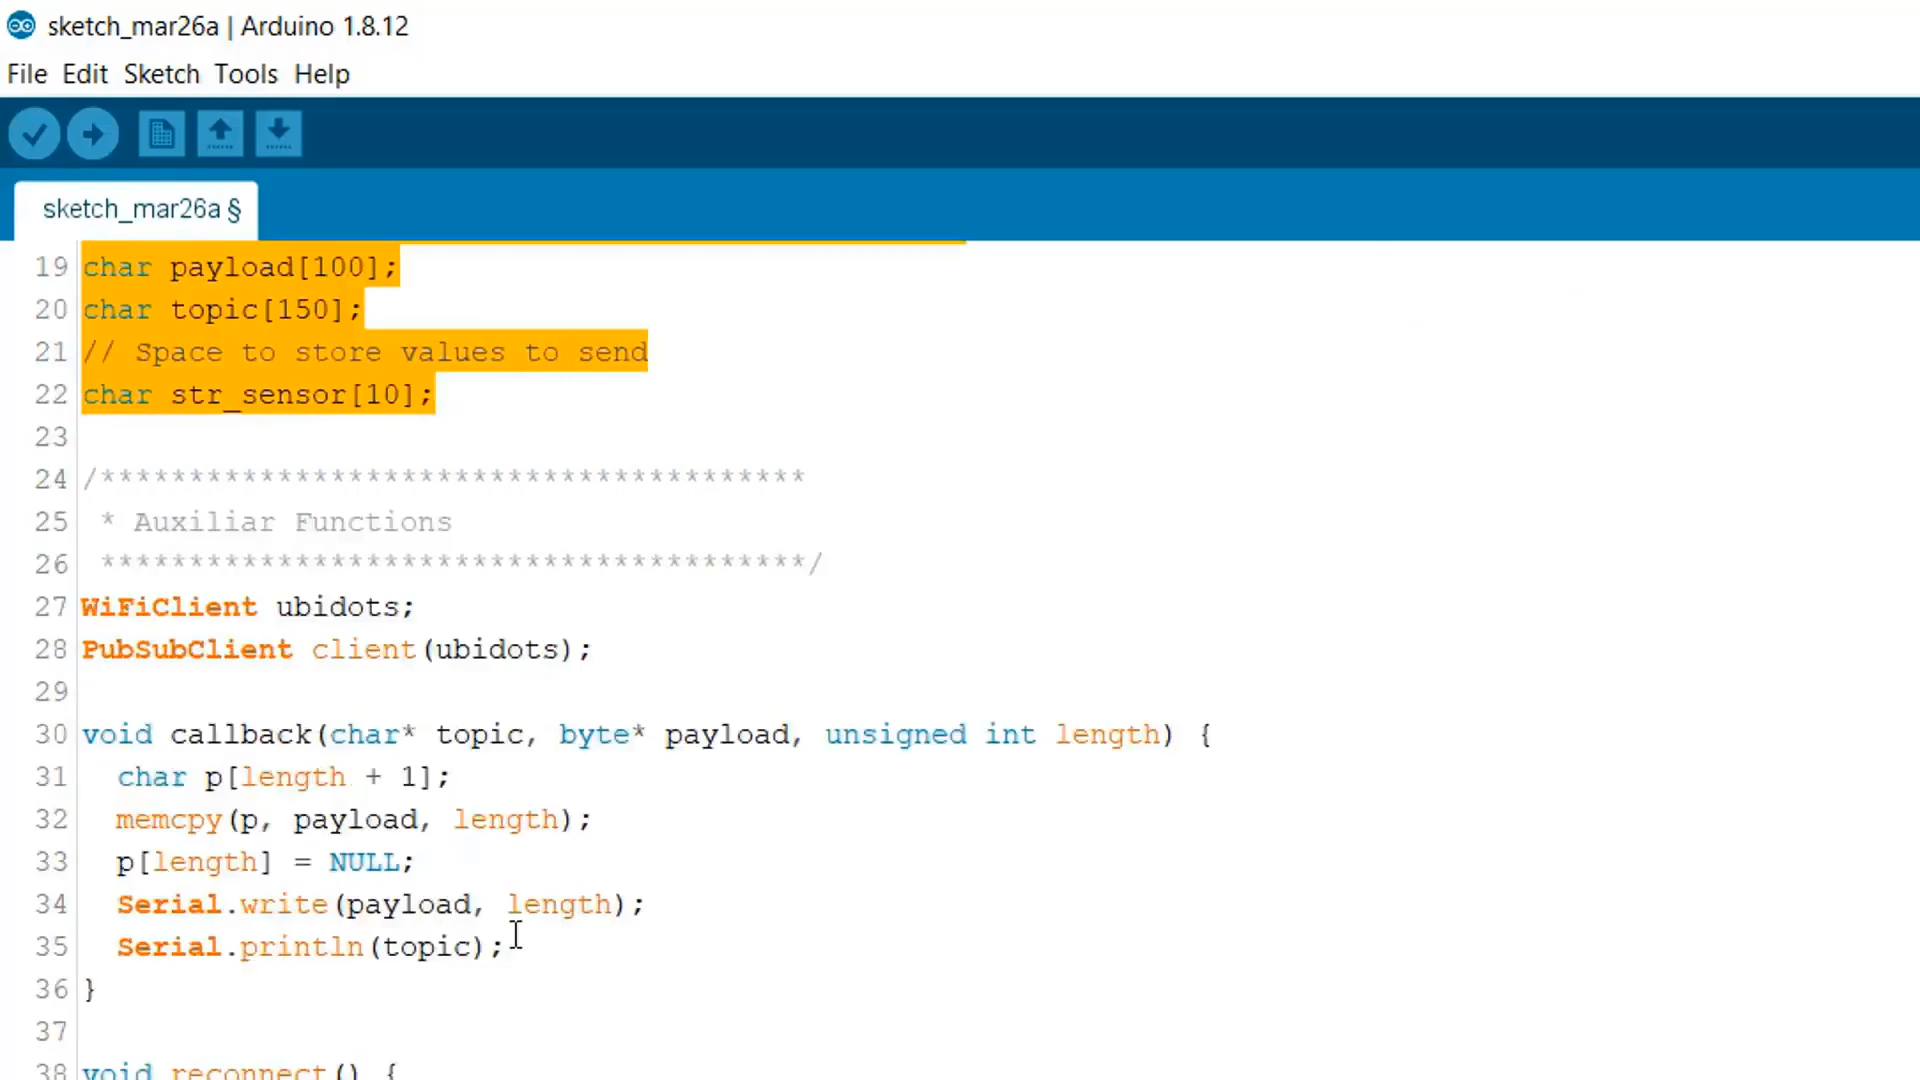 sketch_mar26a | Arduino 1.8.12
File Edit Sketch Tools Help
sketch_mar26a §
19 char payload[100];
20 char topic[150];
21 // Space to store values to send
22 char str_sensor[10];
23
24 /****************************************
25 * Auxiliar Functions
26 ****************************************/
27 WiFiClient ubidots;
28 PubSubClient client(ubidots);
29
30 void callback(char* topic, byte* payload, unsigned int length) {
31 char p[length + 1];
32 memcpy(p, payload, length);
33 p[length] = NULL;
34 Serial.write(payload, length);
35 Serial.println(topic);
36 }
37
38 void reconnect() {